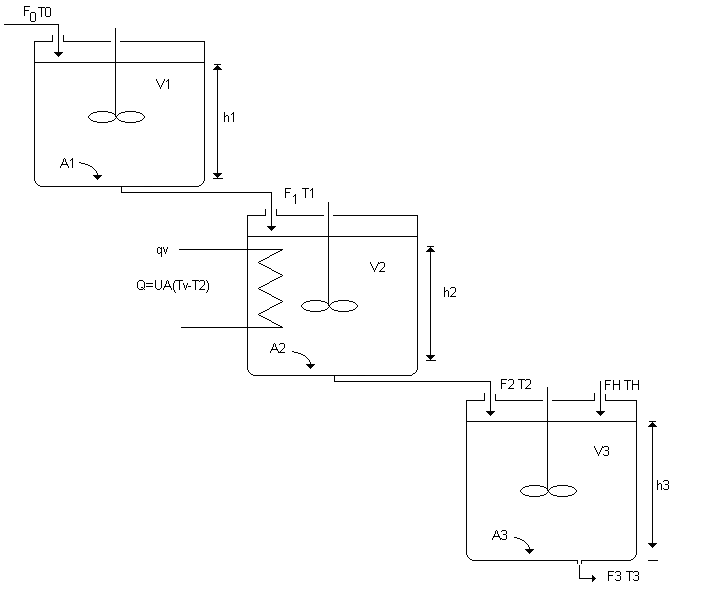 F0 T0
V1
h1
A1
F1 T1
qv
V2
Q=UA(Tv-T2)
h2
A2
F2 T2
FH TH
V3
h3
A3
F3 T3